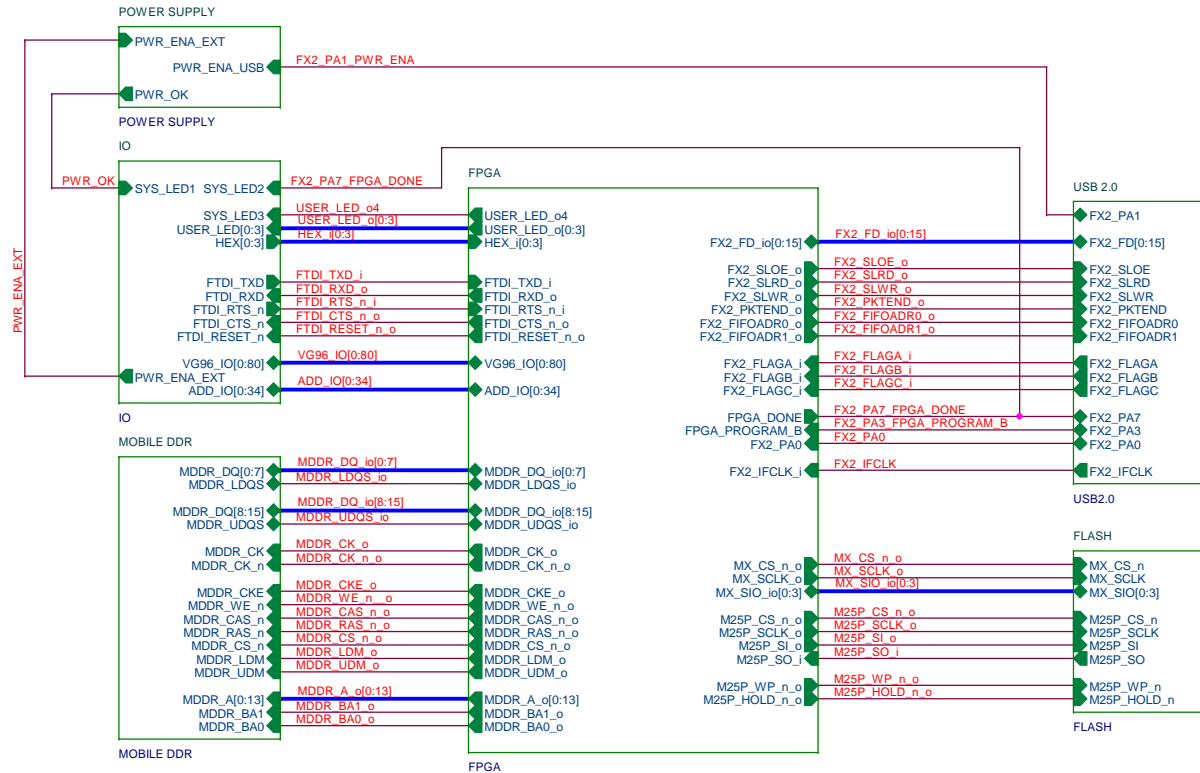 POWER SUPPLY
PWR_ENA_EXT
PWR_ENA_USB
FX2_PA1_PWR_ENA
PWR_OK
POWER SUPPLY
IO
PWR_OK
SYS_LED1
SYS_LED2
FX2_PA7_FPGA_DONE
SYS_LED3
USER_LED_o4
USER_LED[0:3]
USER_LED_o[0:3]
HEX[0:3]
HEX_i[0:3]
FTDI_TXD
FTDI_TXD_i
FTDI_RXD
FTDI_RXD_o
FTDI_RTS_n
FTDI_RTS_n_i
FTDI_CTS_n
FTDI_CTS_n_o
FTDI_RESET_n
FTDI_RESET_n_o
VG96_IO[0:80]
VG96_IO[0:80]
PWR_ENA_EXT
ADD_IO[0:34]
ADD_IO[0:34]
PWR_ENA_EXT
IO
MOBILE DDR
MDDR_DQ[0:7]
MDDR_DQ_io[0:7]
MDDR_LDQS
MDDR_LDQS_io
MDDR_DQ[8:15]
MDDR_DQ_io[8:15]
MDDR_UDQS
MDDR_UDQS_io
MDDR_CK
MDDR_CK_o
MDDR_CK_n
MDDR_CK_n_o
MDDR_CKE
MDDR_CKE_o
MDDR_WE_n
MDDR_WE_n__o
MDDR_CAS_n
MDDR_CAS_n_o
MDDR_RAS_n
MDDR_RAS_n_o
MDDR_CS_n
MDDR_CS_n_o
MDDR_LDM
MDDR_LDM_o
MDDR_UDM
MDDR_UDM_o
MDDR_A[0:13]
MDDR_A_o[0:13]
MDDR_BA1
MDDR_BA1_o
MDDR_BA0
MDDR_BA0_o
MOBILE DDR
FPGA
USER_LED_o4
USER_LED_o[0:3]
HEX_i[0:3]
FTDI_TXD_i
FTDI_RXD_o
FTDI_RTS_n_i
FTDI_CTS_n_o
FTDI_RESET_n_o
VG96_IO[0:80]
ADD_IO[0:34]
MDDR_DQ_io[0:7]
MDDR_LDQS_io
MDDR_DQ_io[8:15]
MDDR_UDQS_io
MDDR_CK_o
MDDR_CK_n_o
MDDR_CKE_o
MDDR_WE_n_o
MDDR_CAS_n_o
MDDR_RAS_n_o
MDDR_CS_n_o
MDDR_LDM_o
MDDR_UDM_o
MDDR_A_o[0:13]
MDDR_BA1_o
MDDR_BA0_o
FX2_FD_io[0:15]
FX2_SLOE_o
FX2_SLRD_o
FX2_SLWR_o
FX2_PKTEND_o
FX2_FIFOADR0_o
FX2_FIFOADR1_o
FX2_FLAGA_i
FX2_FLAGB_i
FX2_FLAGC_i
FPGA_DONE
FPGA_PROGRAM_B
FX2_PA0
FX2_IFCLK_i
MX_CS_n_o
MX_SCLK_o
MX_SIO_io[0:3]
M25P_CS_n_o
M25P_SCLK_o
M25P_SI_o
M25P_SO_i
M25P_WP_n_o
M25P_HOLD_n_o
FPGA
FX2_FD_io[0:15]
FX2_SLOE_o
FX2_SLRD_o
FX2_SLWR_o
FX2_PKTEND_o
FX2_FIFOADR0_o
FX2_FIFOADR1_o
FX2_FLAGA_i
FX2_FLAGB_i
FX2_FLAGC_i
FX2_PA7_FPGA_DONE
FX2_PA3_FPGA_PROGRAM_B
FX2_PA0
FX2_IFCLK
MX_CS_n_o
MX_SCLK_o
MX_SIO_io[0:3]
M25P_CS_n_o
M25P_SCLK_o
M25P_SI_o
M25P_SO_i
M25P_WP_n_o
M25P_HOLD_n_o
USB 2.0
FX2_PA1
FX2_FD[0:15]
FX2_SLOE
FX2_SLRD
FX2_SLWR
FX2_PKTEND
FX2_FIFOADR0
FX2_FIFOADR1
FX2_FLAGA
FX2_FLAGB
FX2_FLAGC
FX2_PA7
FX2_PA3
FX2_PA0
FX2_IFCLK
USB2.0
FLASH
MX_CS_n
MX_SCLK
MX_SIO[0:3]
M25P_CS_n
M25P_SCLK
M25P_SI
M25P_SO
M25P_WP_n
M25P_HOLD_n
FLASH